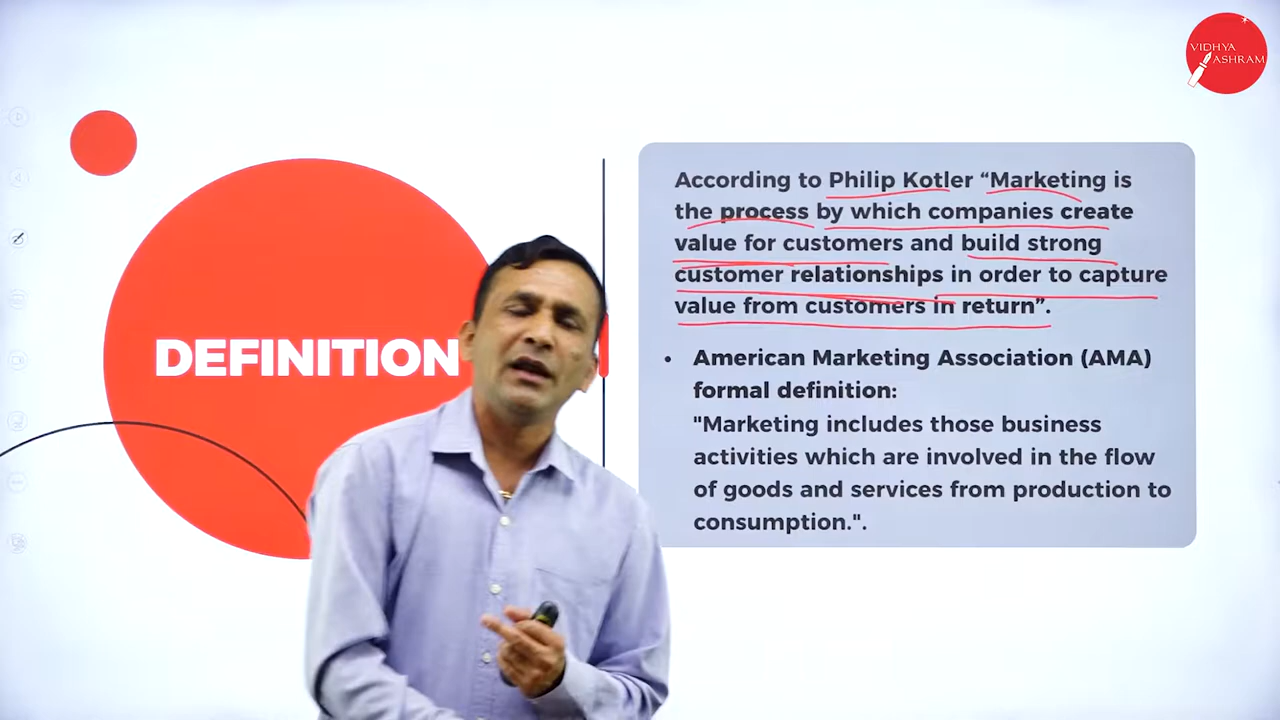 VIDHYA
ASHRAM
DEFINITION
According to Philip Kotler “Marketing is
the process by which companies create
value for customers and build strong
customer relationships in order to capture
value from customers in return”.
• American Marketing Association (AMA)
formal definition:
"Marketing includes those business
activities which are involved in the flow
of goods and services from production to
consumption.".